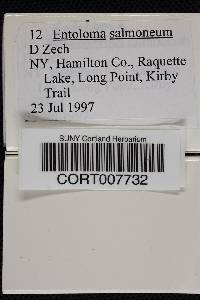 12 Entoloma salmoneum
D Zech
NY, Hamilton Co., Raquette
Lake, Long Point, Kirby
Trail
23 Jul 1997
SUNY Cortland Herbarium
CORT007732